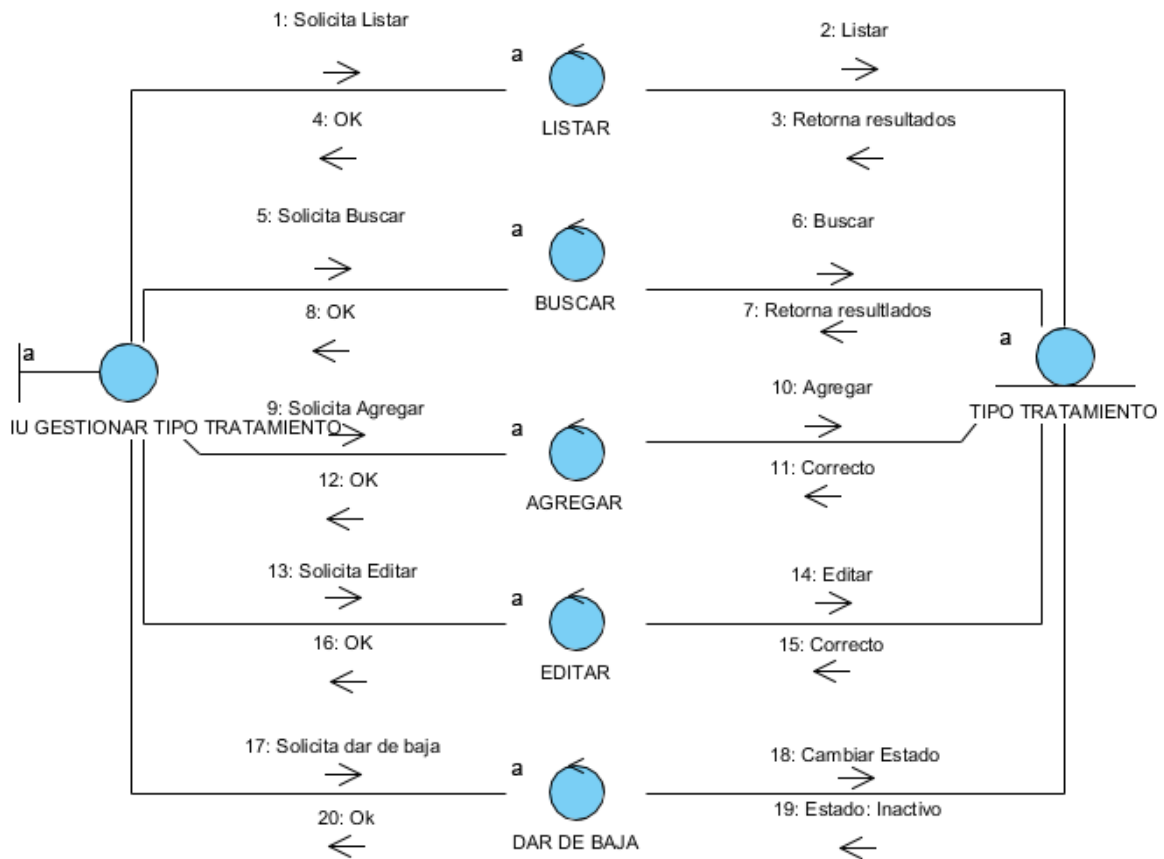 1: Solicita Listar
2: Listar
a
4: OK
LISTAR
3: Retorna resultados
5: Solicita Buscar
6: Buscar
a
8: OK
BUSCAR
7: Retorna resultlados
a
a
9: Solicita Agregar
10: Agregar
IU GESTIONAR TIPO TRATAMIENTO
TIPO TRATAMIENTO
a
12: OK
AGREGAR
11: Correcto
13: Solicita Editar
14: Editar
a
16: OK
EDITAR
15: Correcto
17: Solicita dar de baja
18: Cambiar Estado
a
20: Ok
DAR DE BAJA
19: Estado: Inactivo